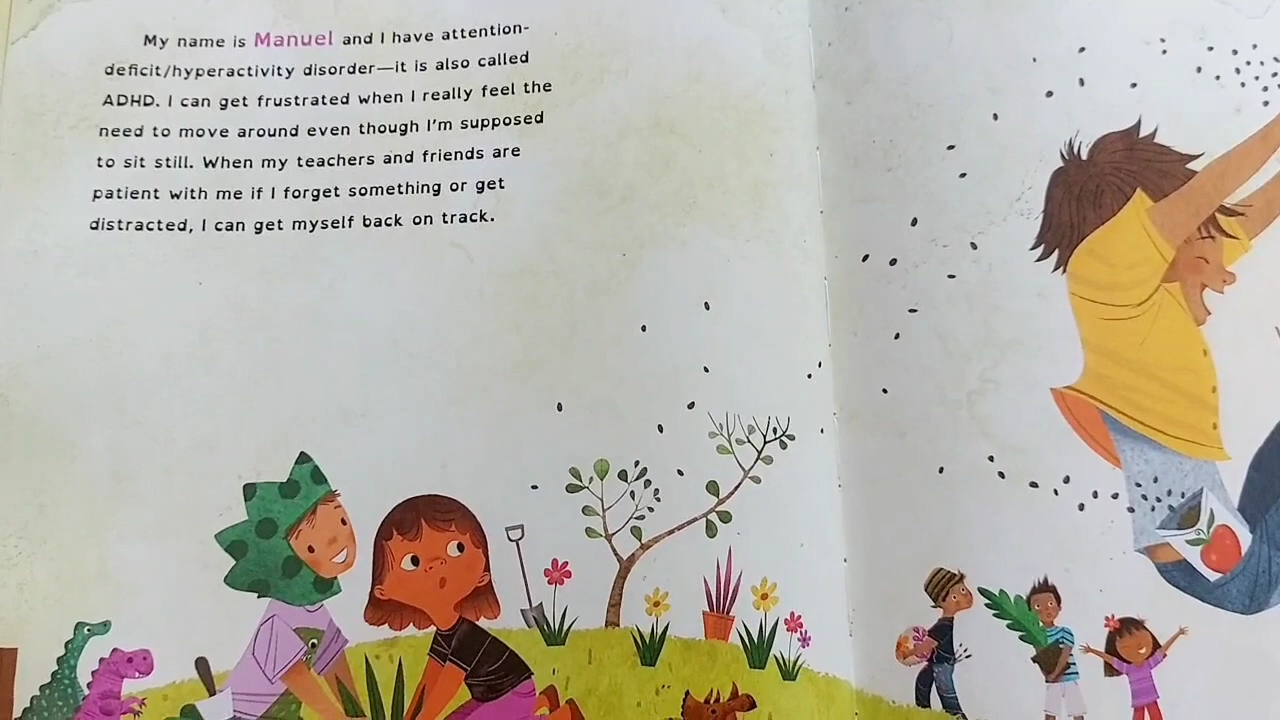 My name is Manuel and I have attention-
deficit/hyperactivity disorder—it is also called
ADHD. I can get frustrated when I really feel the
need to move around even though I'm supposed
to sit still. When my teachers and friends are
patient with me if I forget something or get
distracted, I can get myself back on track.